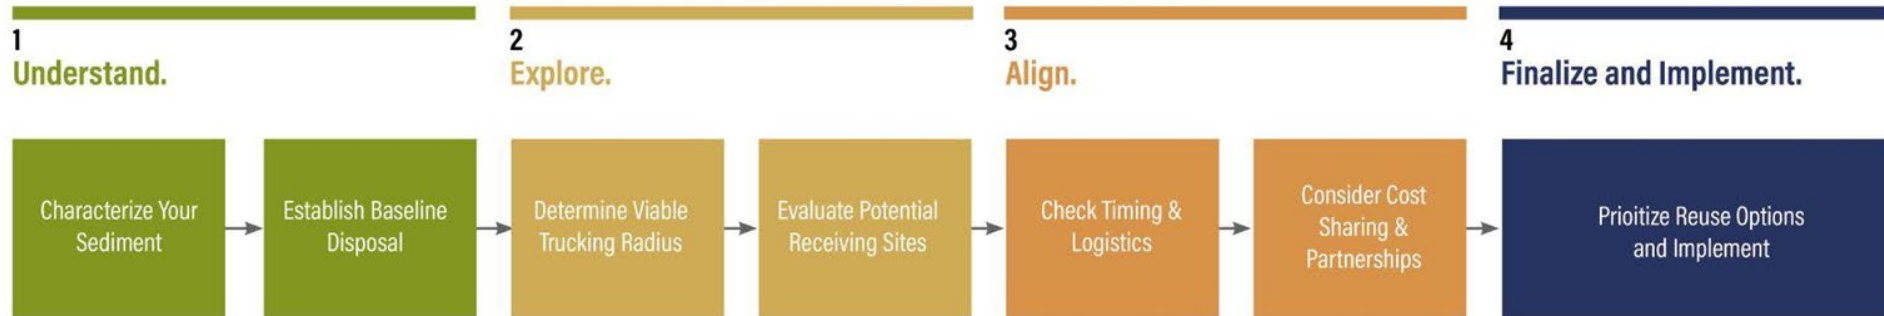 1
Understand.
2
Explore.
3
Align.
4
Finalize and Implement.
Characterize Your
Sediment
Establish Baseline
Disposal
Determine Viable
Trucking Radius
Evaluate Potential
Receiving Sites
Check Timing &
Logistics
Consider Cost
Sharing &
Partnerships
Prioitize Reuse Options
and Implement